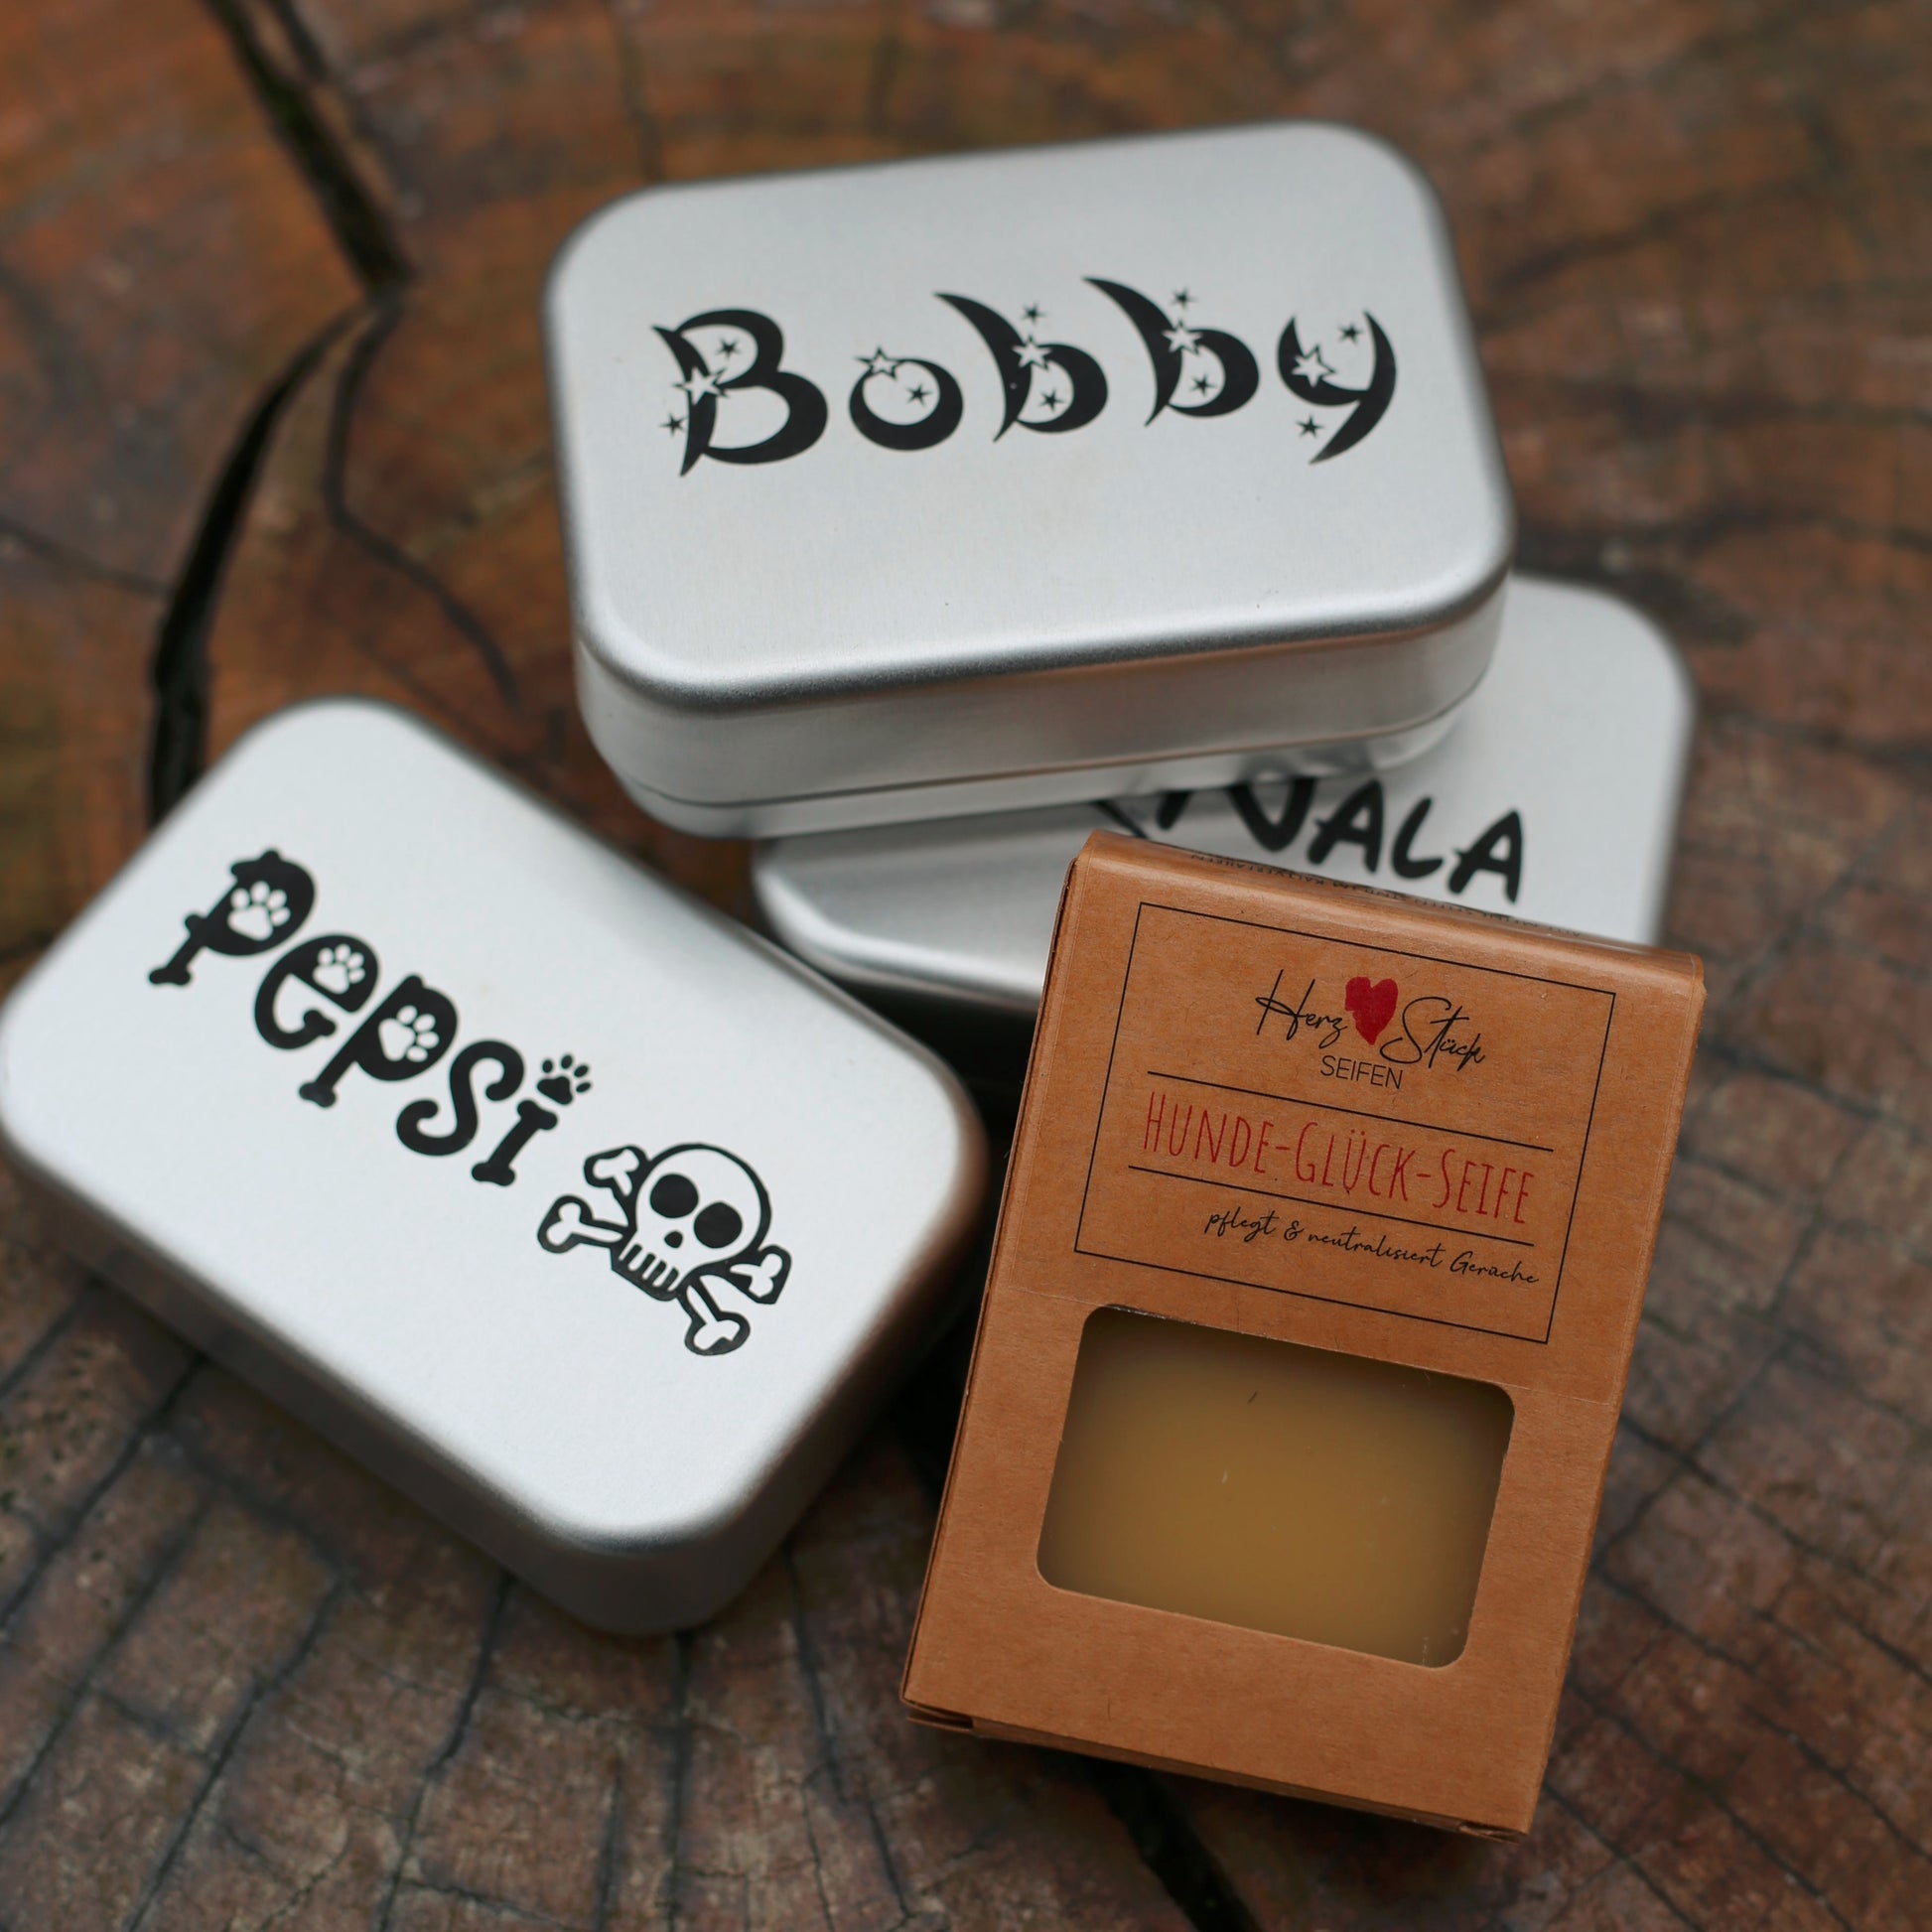 Bobby
NALA
Pepsi
Herz Stück
SEIFEN
HUNDE-GLÜCK-SEIFE
pflegt & neutralisiert Gerüche